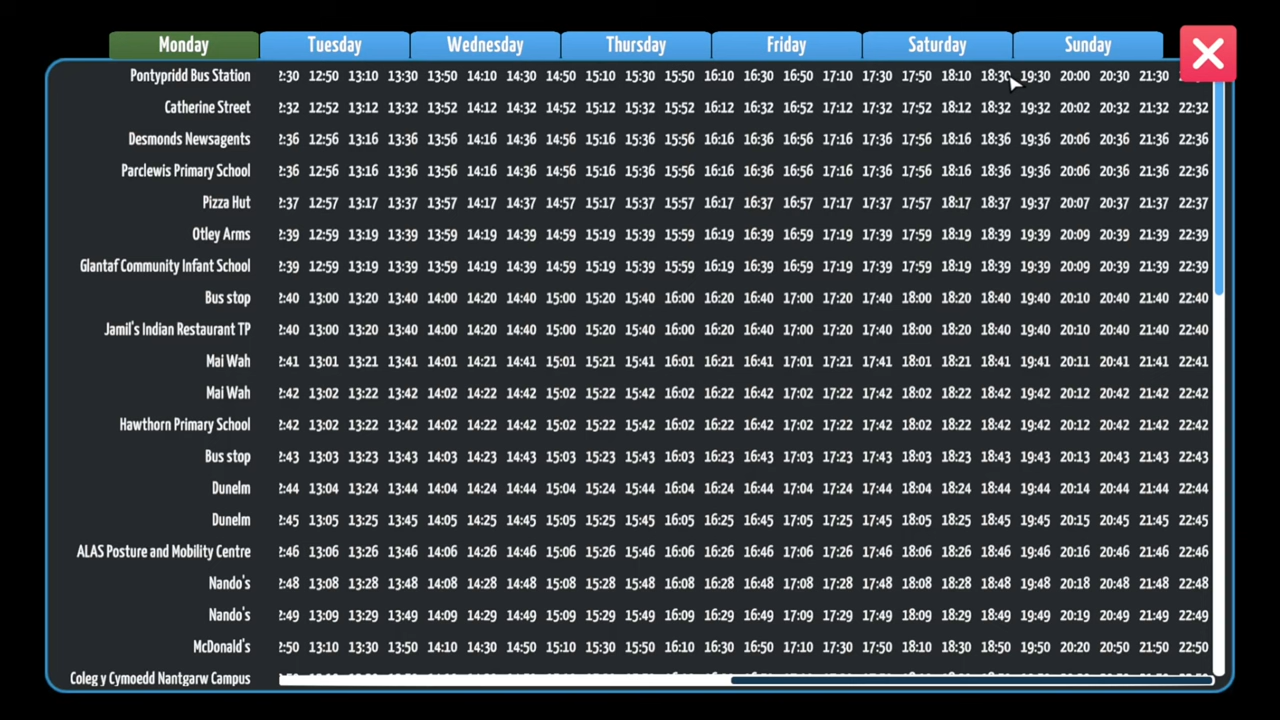 Monday Tuesday Wednesday Thursday Friday Saturday Sunday
Pontypridd Bus Station :30 12:50 13:10 13:30 13:50 14:10 14:30 14:50 15:10 15:30 15:50 16:10 16:30 16:50 17:10 17:30 17:50 18:10 18:30 19:30 20:00 20:30 21:30
Catherine Street :32 12:52 13:12 13:32 13:52 14:12 14:32 14:52 15:12 15:32 15:52 16:12 16:32 16:52 17:12 17:32 17:52 18:12 18:32 19:32 20:02 20:32 21:32 22:32
Desmonds Newsagents :36 12:56 13:16 13:36 13:56 14:16 14:36 14:56 15:16 15:36 15:56 16:16 16:36 16:56 17:16 17:36 17:56 18:16 18:36 19:36 20:06 20:36 21:36 22:36
Parclewis Primary School :36 12:56 13:16 13:36 13:56 14:16 14:36 14:56 15:16 15:36 15:56 16:16 16:36 16:56 17:16 17:36 17:56 18:16 18:36 19:36 20:06 20:36 21:36 22:36
Pizza Hut :37 12:57 13:17 13:37 13:57 14:17 14:37 14:57 15:17 15:37 15:57 16:17 16:37 16:57 17:17 17:37 17:57 18:17 18:37 19:37 20:07 20:37 21:37 22:37
Otley Arms :39 12:59 13:19 13:39 13:59 14:19 14:39 14:59 15:19 15:39 15:59 16:19 16:39 16:59 17:19 17:39 17:59 18:19 18:39 19:39 20:09 20:39 21:39 22:39
Glantaf Community Infant School :39 12:59 13:19 13:39 13:59 14:19 14:39 14:59 15:19 15:39 15:59 16:19 16:39 16:59 17:19 17:39 17:59 18:19 18:39 19:39 20:09 20:39 21:39 22:39
Bus stop :40 13:00 13:20 13:40 14:00 14:20 14:40 15:00 15:20 15:40 16:00 16:20 16:40 17:00 17:20 17:40 18:00 18:20 18:40 19:40 20:10 20:40 21:40 22:40
Jamil's Indian Restaurant TP :40 13:00 13:20 13:40 14:00 14:20 14:40 15:00 15:20 15:40 16:00 16:20 16:40 17:00 17:20 17:40 18:00 18:20 18:40 19:40 20:10 20:40 21:40 22:40
Mai Wah :41 13:01 13:21 13:41 14:01 14:21 14:41 15:01 15:21 15:41 16:01 16:21 16:41 17:01 17:21 17:41 18:01 18:21 18:41 19:41 20:11 20:41 21:41 22:41
Mai Wah :42 13:02 13:22 13:42 14:02 14:22 14:42 15:02 15:22 15:42 16:02 16:22 16:42 17:02 17:22 17:42 18:02 18:22 18:42 19:42 20:12 20:42 21:42 22:42
Hawthorn Primary School :42 13:02 13:22 13:42 14:02 14:22 14:42 15:02 15:22 15:42 16:02 16:22 16:42 17:02 17:22 17:42 18:02 18:22 18:42 19:42 20:12 20:42 21:42 22:42
Bus stop :43 13:03 13:23 13:43 14:03 14:23 14:43 15:03 15:23 15:43 16:03 16:23 16:43 17:03 17:23 17:43 18:03 18:23 18:43 19:43 20:13 20:43 21:43 22:43
Dunelm :44 13:04 13:24 13:44 14:04 14:24 14:44 15:04 15:24 15:44 16:04 16:24 16:44 17:04 17:24 17:44 18:04 18:24 18:44 19:44 20:14 20:44 21:44 22:44
Dunelm :45 13:05 13:25 13:45 14:05 14:25 14:45 15:05 15:25 15:45 16:05 16:25 16:45 17:05 17:25 17:45 18:05 18:25 18:45 19:45 20:15 20:45 21:45 22:45
ALAS Posture and Mobility Centre :46 13:06 13:26 13:46 14:06 14:26 14:46 15:06 15:26 15:46 16:06 16:26 16:46 17:06 17:26 17:46 18:06 18:26 18:46 19:46 20:16 20:46 21:46 22:46
Nando's :48 13:08 13:28 13:48 14:08 14:28 14:48 15:08 15:28 15:48 16:08 16:28 16:48 17:08 17:28 17:48 18:08 18:28 18:48 19:48 20:18 20:48 21:48 22:48
Nando's :49 13:09 13:29 13:49 14:09 14:29 14:49 15:09 15:29 15:49 16:09 16:29 16:49 17:09 17:29 17:49 18:09 18:29 18:49 19:49 20:19 20:49 21:49 22:49
McDonald's :50 13:10 13:30 13:50 14:10 14:30 14:50 15:10 15:30 15:50 16:10 16:30 16:50 17:10 17:30 17:50 18:10 18:30 18:50 19:50 20:20 20:50 21:50 22:50
Coleg y Cymoedd Nantgarw Campus